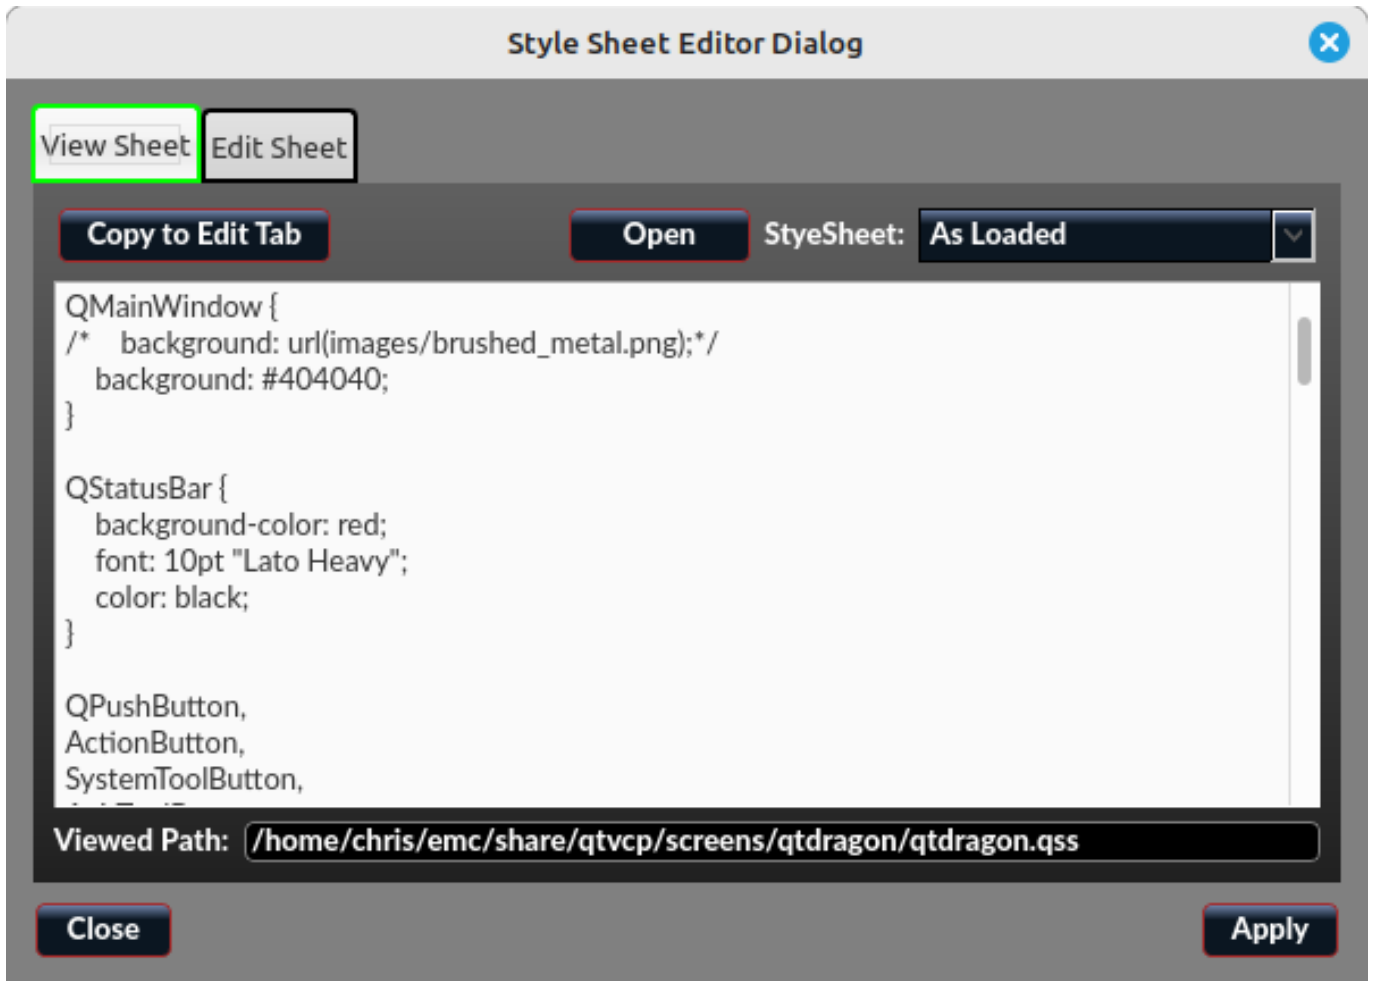 Style Sheet Editor Dialog
View Sheet Edit Sheet
Copy to Edit Tab Open StyeSheet: As Loaded
QMainWindow {
/*    background: url(images/brushed_metal.png);*/
    background: #404040;
}
QStatusBar {
    background-color: red;
    font: 10pt "Lato Heavy";
    color: black;
}
QPushButton,
ActionButton,
SystemToolButton,
Viewed Path: /home/chris/emc/share/qtvcp/screens/qtdragon/qtdragon.qss
Close Apply